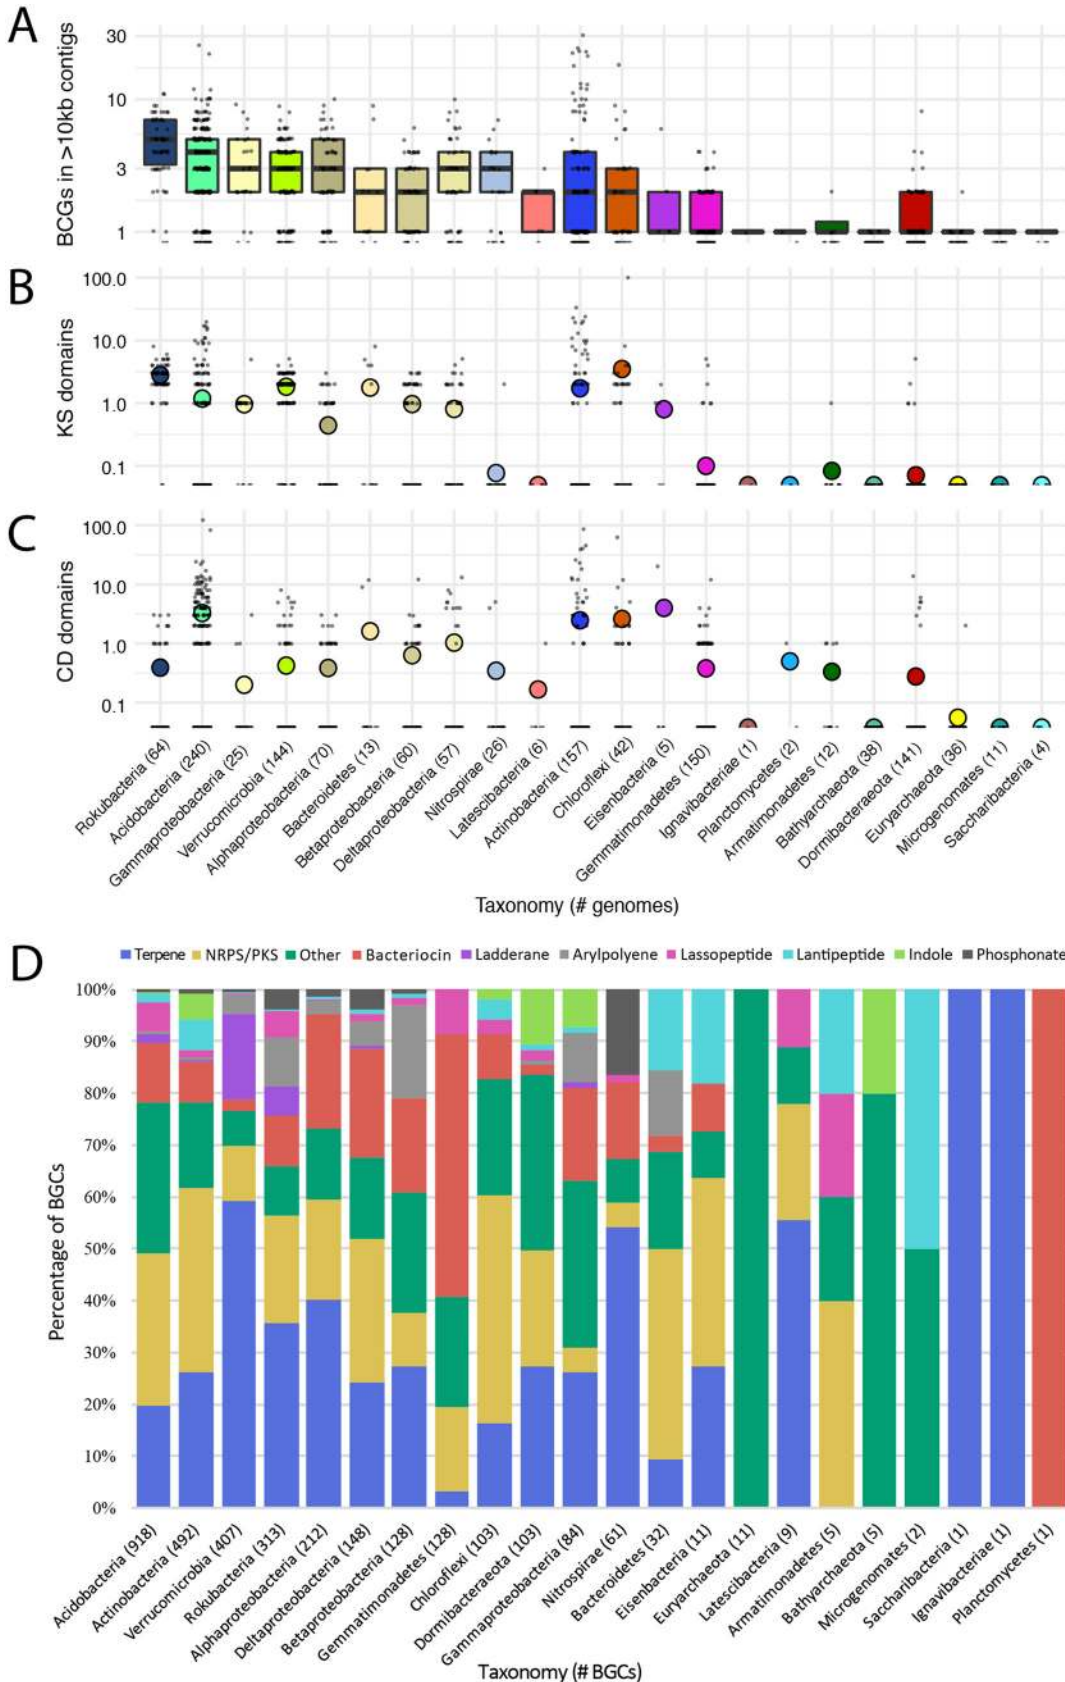 A
BCGs in >10kb contigs
30
10
3
1
B
KS domains
100.0
10.0
1.0
0.1
C
CD domains
100.0
10.0
1.0
0.1
Rokubacteria (64)
Acidobacteria (240)
Gammaproteobacteria (25)
Verrucomicrobia (144)
Alphaproteobacteria (70)
Bacteroidetes (13)
Betaproteobacteria (60)
Deltaproteobacteria (57)
Nitrospirae (26)
Latescibacteria (6)
Actinobacteria (157)
Chloroflexi (42)
Eisenbacteria (5)
Gemmatimonadetes (150)
Ignavibacteriae (1)
Planctomycetes (2)
Armatimonadetes (12)
Bathyarchaeota (38)
Dormibacteraeota (141)
Euryarchaeota (36)
Microgenomates (11)
Saccharibacteria (4)
Taxonomy (# genomes)
D
Terpene NRPS/PKS Other Bacteriocin Ladderane Arylpolyene Lassopeptide Lantipeptide Indole Phosphonate
Percentage of BGCs
100%
90%
80%
70%
60%
50%
40%
30%
20%
10%
0%
Acidobacteria (918)
Actinobacteria (492)
Verrucomicrobia (407)
Rokubacteria (313)
Alphaproteobacteria (212)
Deltaproteobacteria (148)
Betaproteobacteria (128)
Gemmatimonadetes (128)
Chloroflexi (103)
Dormibacteraeota (103)
Gammaproteobacteria (84)
Nitrospirae (61)
Bacteroidetes (32)
Eisenbacteria (11)
Euryarchaeota (11)
Latescibacteria (9)
Armatimonadetes (5)
Bathyarchaeota (5)
Microgenomates (2)
Saccharibacteria (1)
Ignavibacteriae (1)
Planctomycetes (1)
Taxonomy (# BGCs)